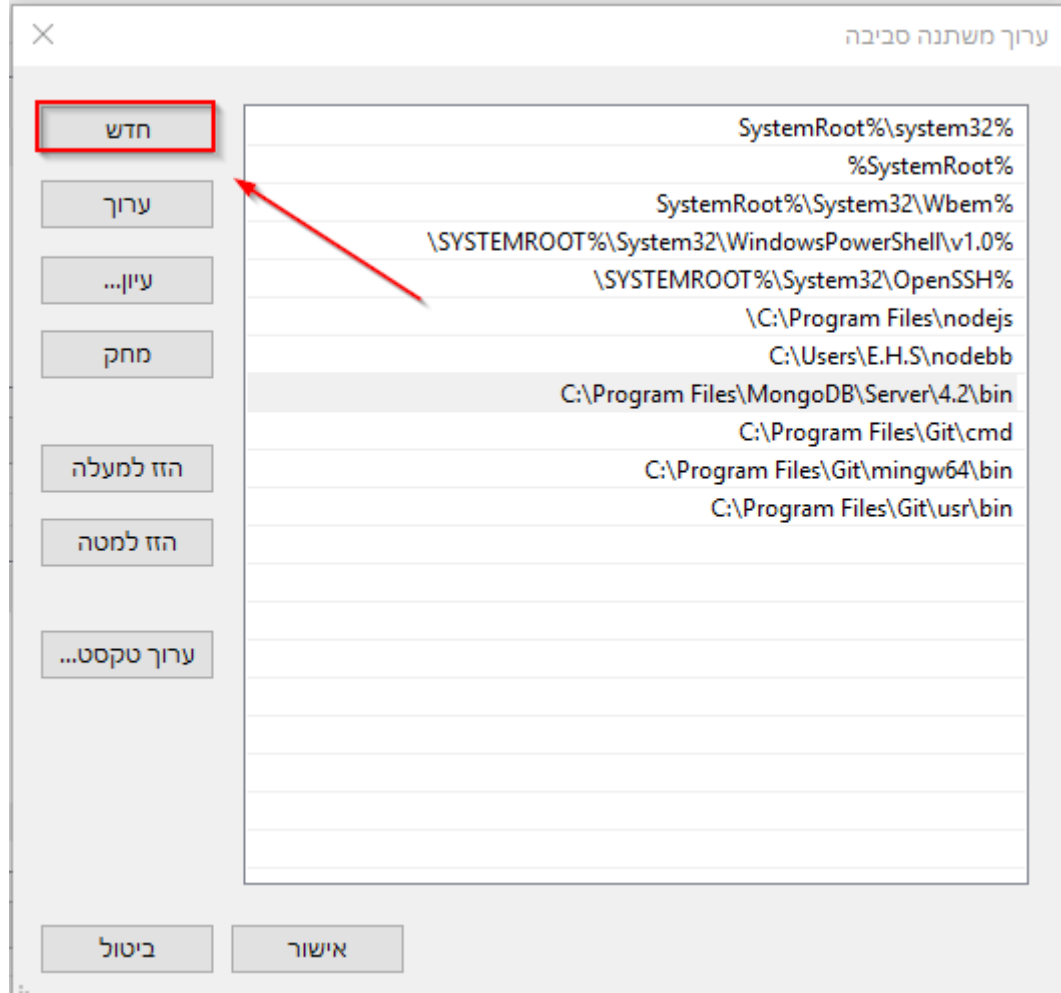 ערוך משתנה סביבה
SystemRoot%\system32%
%SystemRoot%
SystemRoot%\System32\Wbem%
\SYSTEMROOT%\System32\WindowsPowerShell\v1.0%
\SYSTEMROOT%\System32\OpenSSH%
\C:\Program Files\nodejs
C:\Users\E.H.S\nodebb
C:\Program Files\MongoDB\Server\4.2\bin
C:\Program Files\Git\cmd
C:\Program Files\Git\mingw64\bin
C:\Program Files\Git\usr\bin
חדש
ערוך
עיון...
מחק
הזז למעלה
הזז למטה
ערוך טקסט...
אישור
ביטול